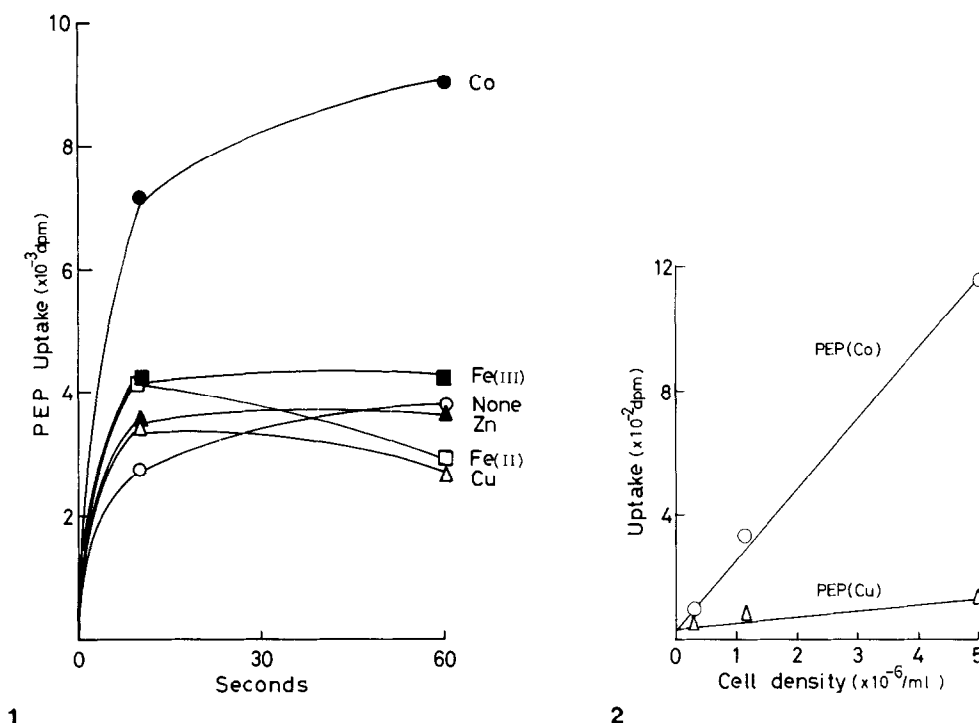 10
8
6
4
2
0
PEP Uptake (x10⁻³dpm)
Co
Fe(III)
None
Zn
Fe(II)
Cu
0 30 60
Seconds
1
12
8
4
Uptake (x10⁻²dpm)
PEP(Co)
PEP(Cu)
0 1 2 3 4 5
Cell density (x10⁻⁶/ml)
2